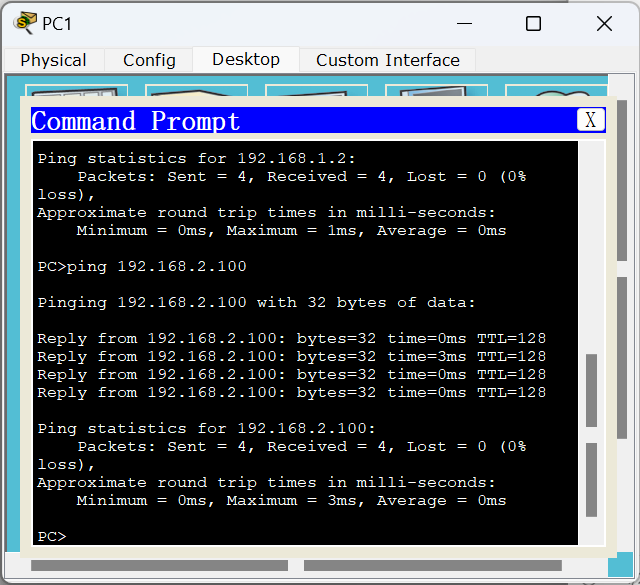 PC1
Physical Config Desktop Custom Interface
Command Prompt X
Ping statistics for 192.168.1.2:
    Packets: Sent = 4, Received = 4, Lost = 0 (0%
loss),
Approximate round trip times in milli-seconds:
    Minimum = 0ms, Maximum = 1ms, Average = 0ms
PC>ping 192.168.2.100
Pinging 192.168.2.100 with 32 bytes of data:
Reply from 192.168.2.100: bytes=32 time=0ms TTL=128
Reply from 192.168.2.100: bytes=32 time=3ms TTL=128
Reply from 192.168.2.100: bytes=32 time=0ms TTL=128
Reply from 192.168.2.100: bytes=32 time=0ms TTL=128
Ping statistics for 192.168.2.100:
    Packets: Sent = 4, Received = 4, Lost = 0 (0%
loss),
Approximate round trip times in milli-seconds:
    Minimum = 0ms, Maximum = 3ms, Average = 0ms
PC>